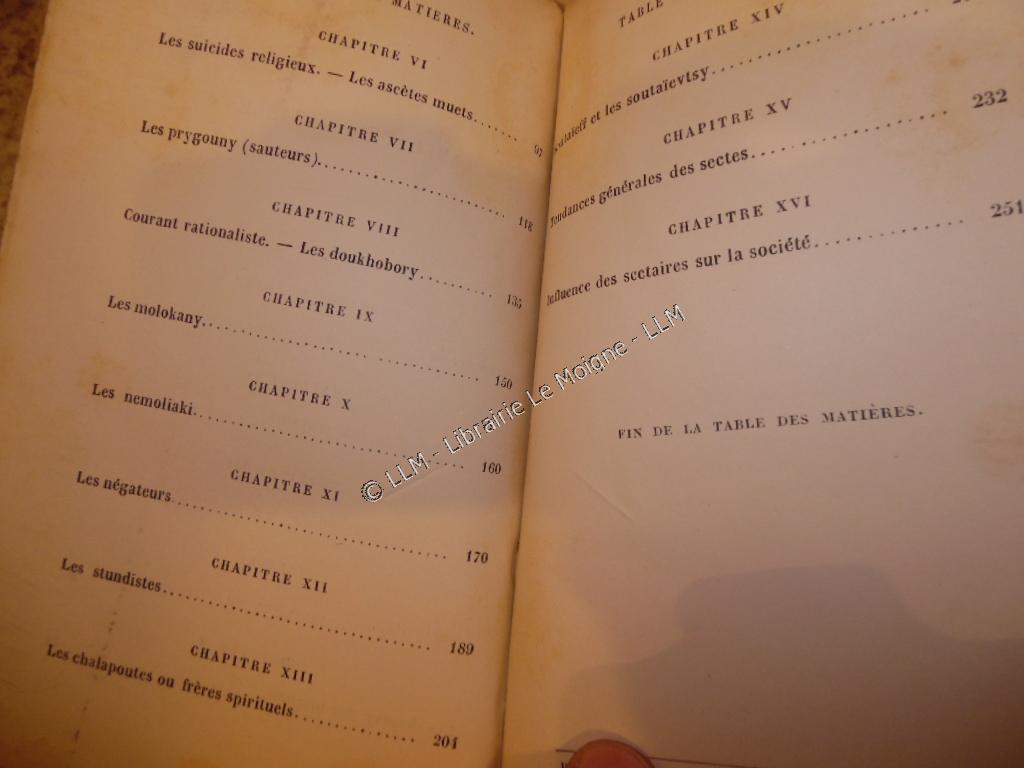 MATIÈRES.
CHAPITRE VI
Les suicides religieux. — Les ascètes muets........ 97
CHAPITRE VII
Les prygouny (sauteurs)........................ 118
CHAPITRE VIII
Courant rationaliste. — Les doukhobory......... 135
CHAPITRE IX
Les molokany................................. 150
CHAPITRE X
Les nemoliaki................................. 160
CHAPITRE XI
Les négateurs................................. 170
CHAPITRE XII
Les stundistes................................. 189
CHAPITRE XIII
Les chalapoutes ou frères spirituels.............. 204
TABLE
CHAPITRE XIV
et les soutaïevtsy........................
CHAPITRE XV
Tendances générales des sectes................... 232
CHAPITRE XVI
Influence des sectaires sur la société.............. 251
FIN DE LA TABLE DES MATIÈRES.
© LLM - Librairie Le Moigne - LLM